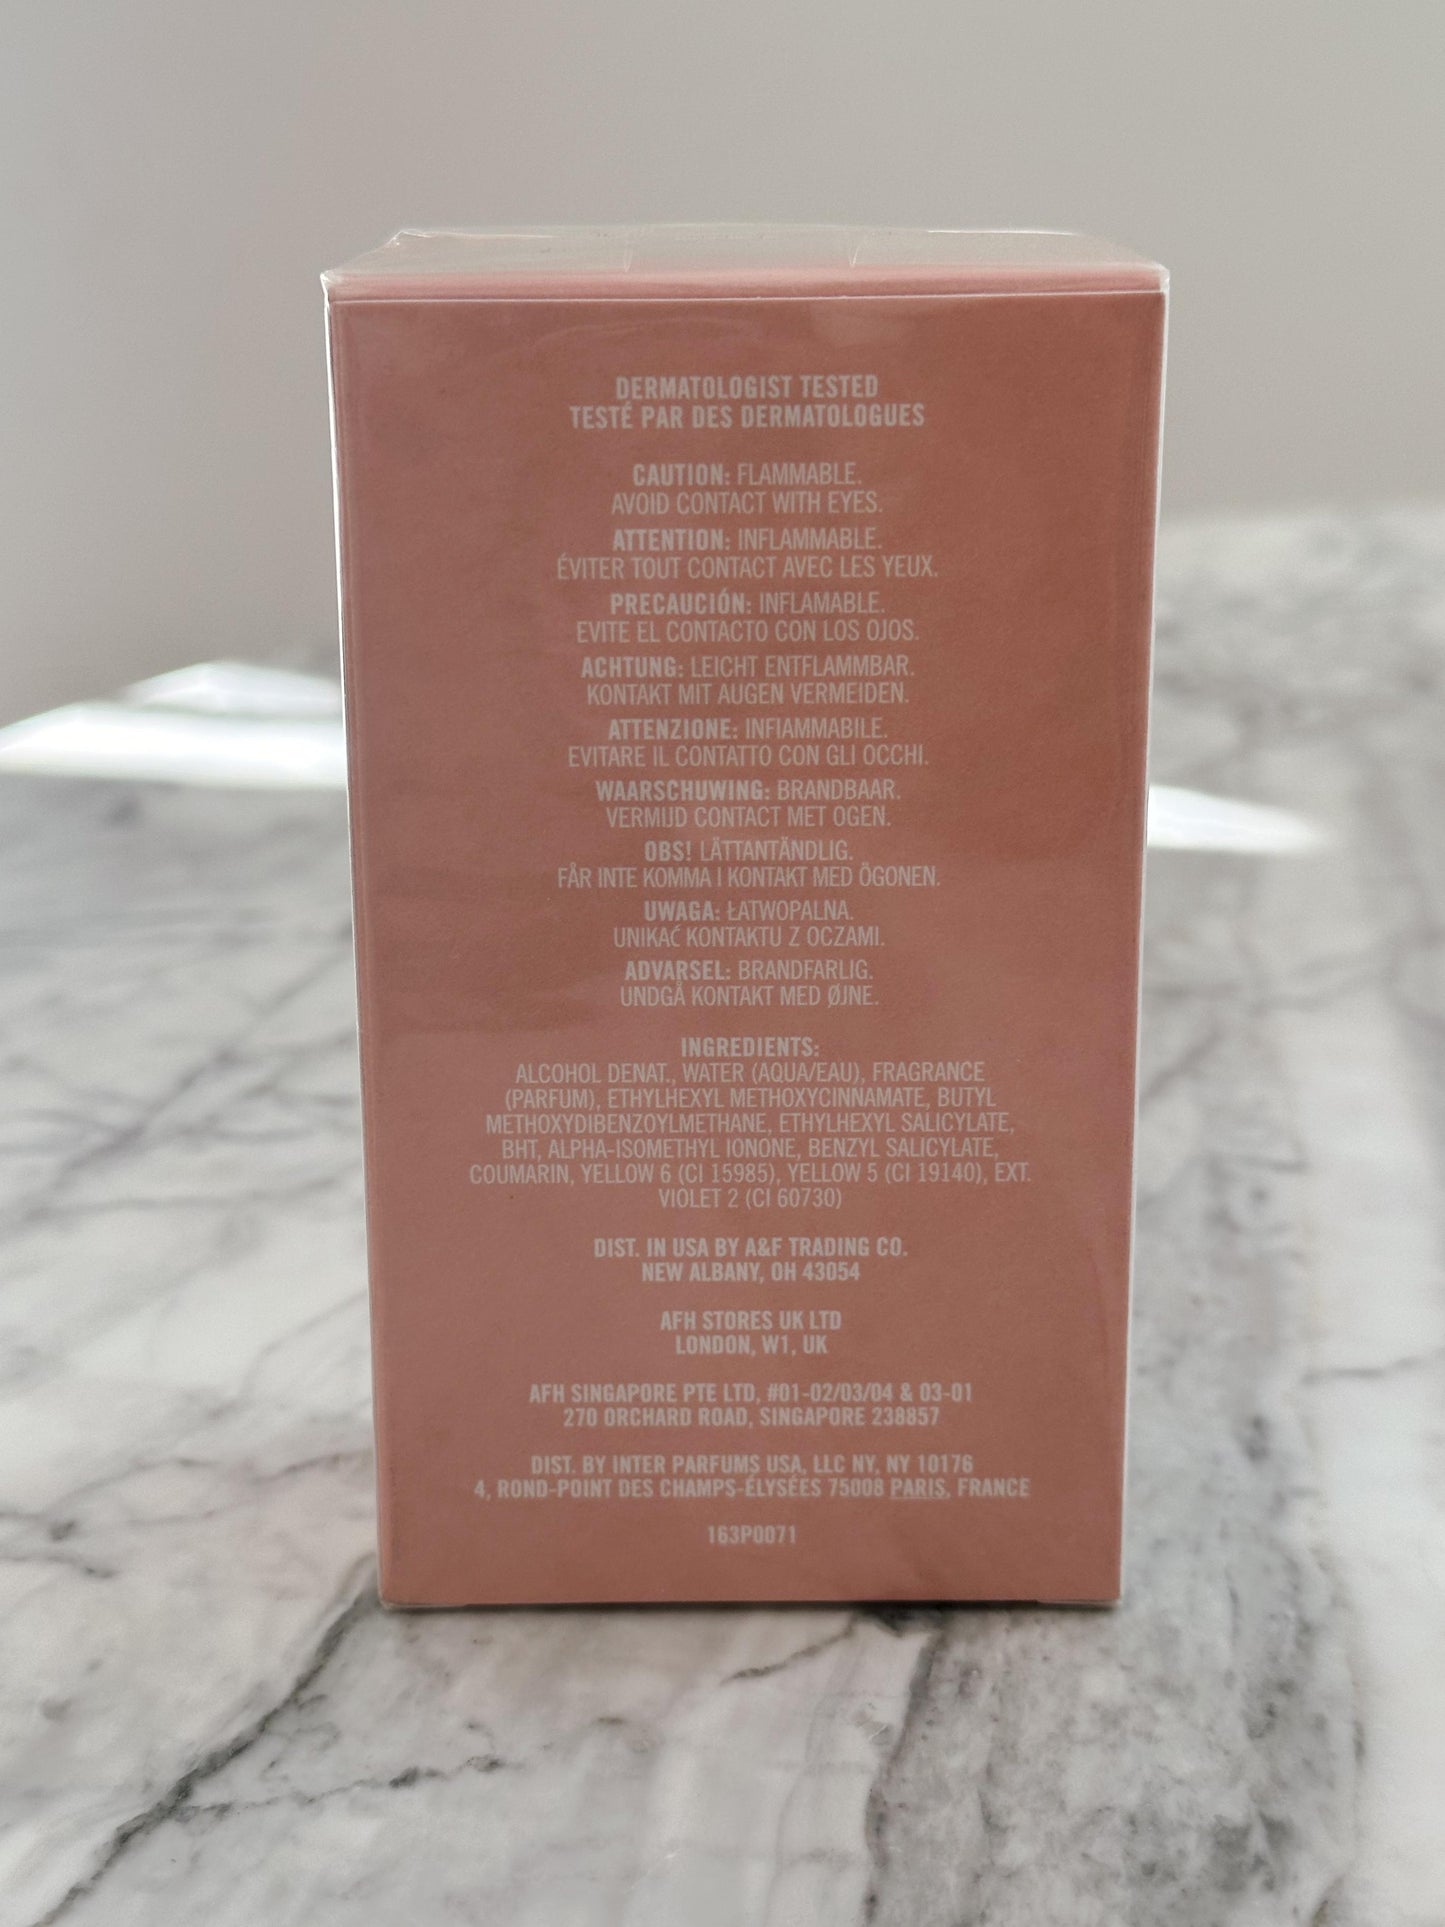 DERMATOLOGIST TESTED
TESTÉ PAR DES DERMATOLOGUES
CAUTION: FLAMMABLE.
AVOID CONTACT WITH EYES.
ATTENTION: INFLAMMABLE.
ÉVITER TOUT CONTACT AVEC LES YEUX.
PRECAUCIÓN: INFLAMABLE.
EVITE EL CONTACTO CON LOS OJOS.
ACHTUNG: LEICHT ENTFLAMMBAR.
KONTAKT MIT AUGEN VERMEIDEN.
ATTENZIONE: INFIAMMABILE.
EVITARE IL CONTATTO CON GLI OCCHI.
WAARSCHUWING: BRANDBAAR.
VERMIJD CONTACT MET OGEN.
OBS! LÄTTANTÄNDLIG.
FÅR INTE KOMMA I KONTAKT MED ÖGONEN.
UWAGA: ŁATWOPALNA.
UNIKAĆ KONTAKTU Z OCZAMI.
ADVARSEL: BRANDFARLIG.
UNDGÅ KONTAKT MED ØJNE.
INGREDIENTS:
ALCOHOL DENAT., WATER (AQUA/EAU), FRAGRANCE
(PARFUM), ETHYLHEXYL METHOXYCINNAMATE, BUTYL
METHOXYDIBENZOYLMETHANE, ETHYLHEXYL SALICYLATE,
BHT, ALPHA-ISOMETHYL IONONE, BENZYL SALICYLATE,
COUMARIN, YELLOW 6 (CI 15985), YELLOW 5 (CI 19140), EXT.
VIOLET 2 (CI 60730)
DIST. IN USA BY A&F TRADING CO.
NEW ALBANY, OH 43054
AFH STORES UK LTD
LONDON, W1, UK
AFH SINGAPORE PTE LTD, #01-02/03/04 & 03-01
270 ORCHARD ROAD, SINGAPORE 238857
DIST. BY INTER PARFUMS USA, LLC NY, NY 10176
4, ROND-POINT DES CHAMPS-ÉLYSÉES 75008 PARIS, FRANCE
163P0071